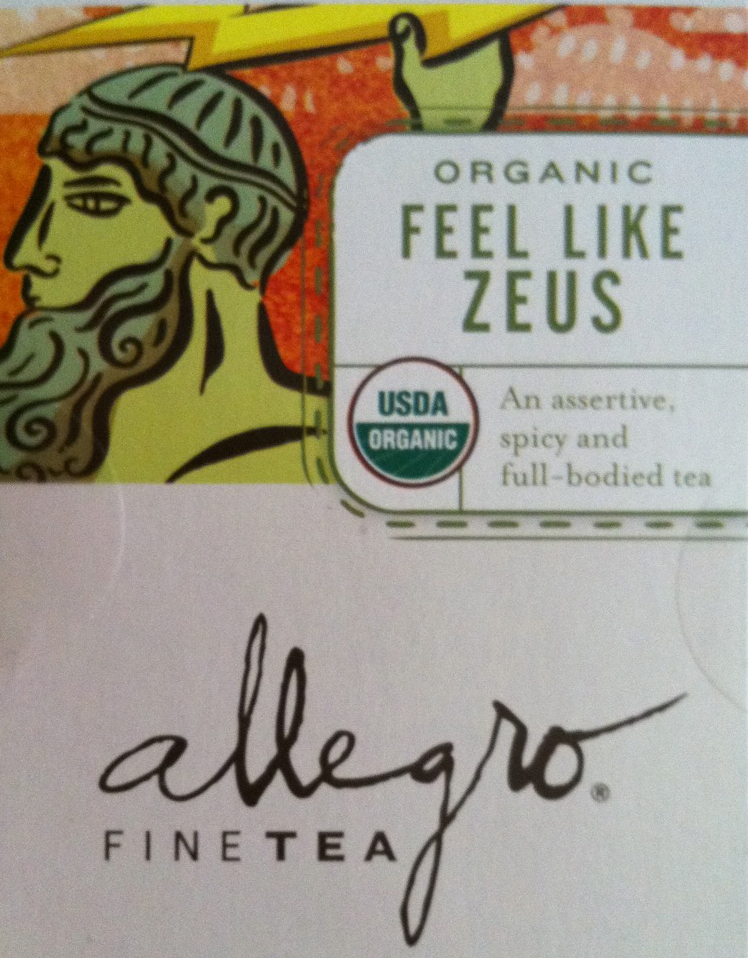 ORGANIC
FEEL LIKE
ZEUS
USDA
ORGANIC
An assertive,
spicy and
full-bodied tea
allegro®
FINETEA